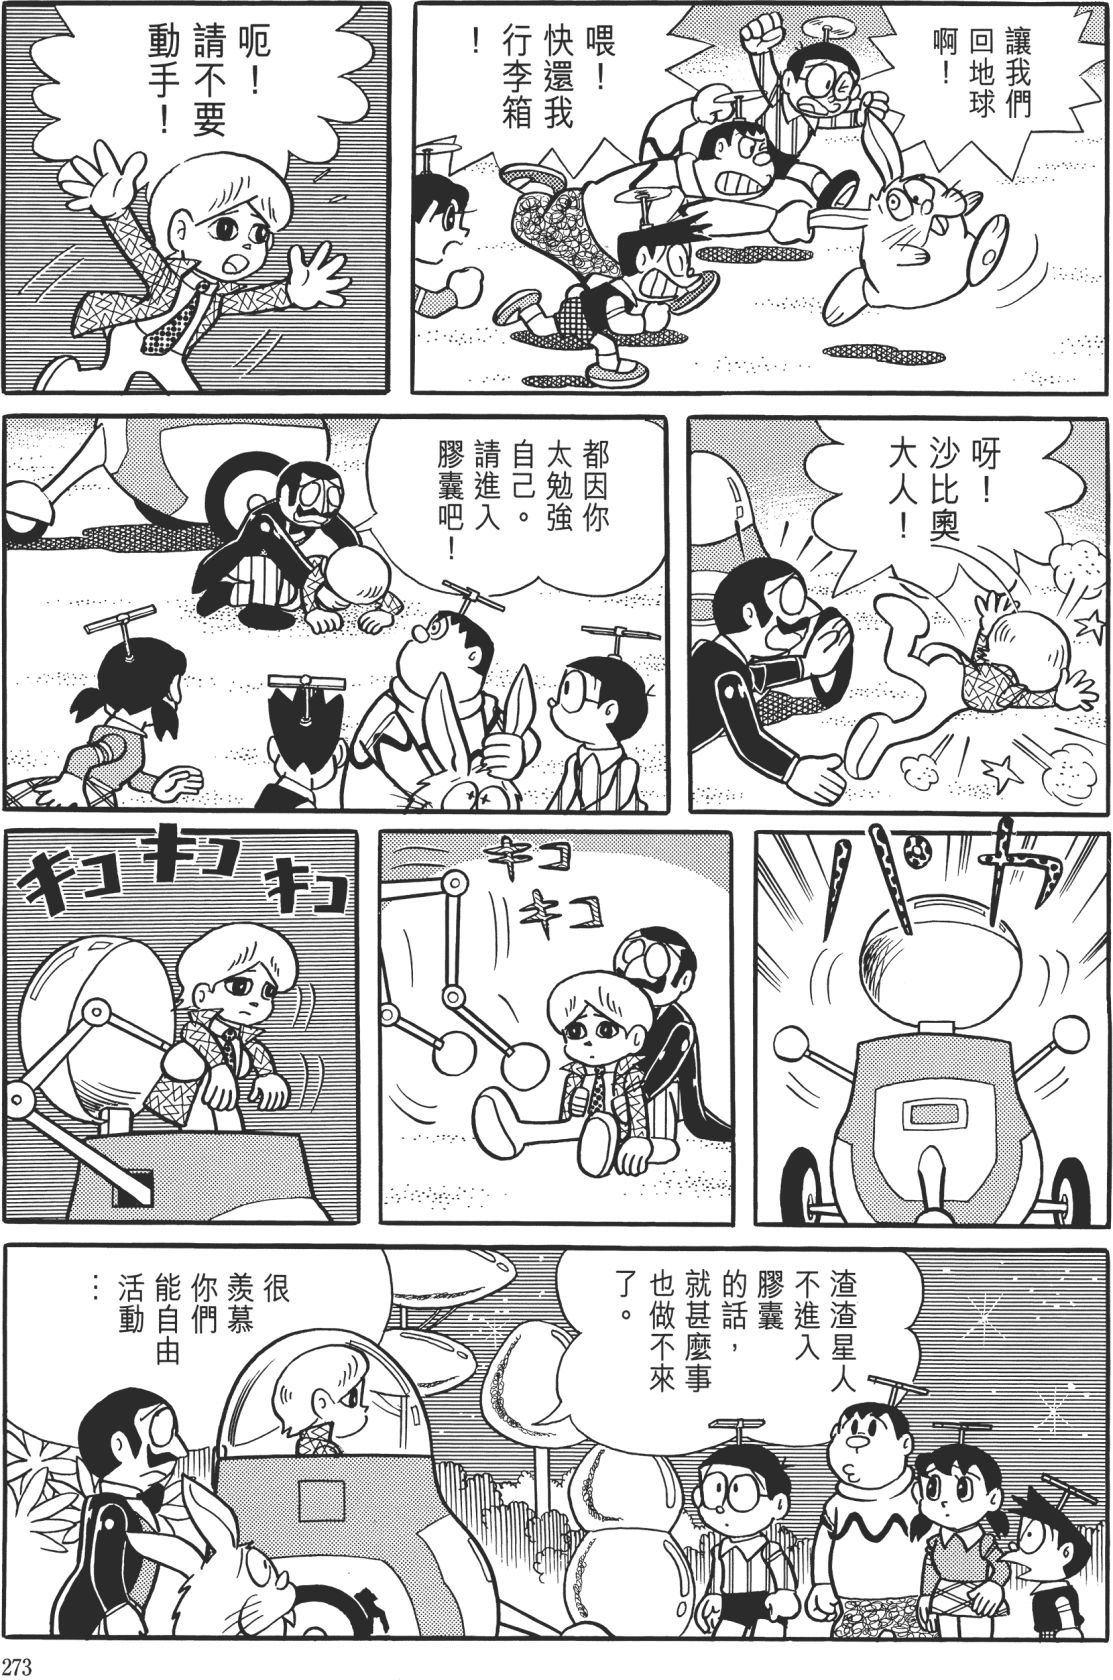 讓我們
回地球
啊！
喂！
快還我
行李箱
！
呃！
請不要
動手！
呀！
沙比奧
大人！
都因你
太勉強
自己。
請進入
膠囊吧！
キコ
キコ
キコ
キコ
キコ
渣渣星人
不進入
膠囊
的話，
就甚麼事
也做不來
了。
很
羨慕
你們
能自由
活動
…
273